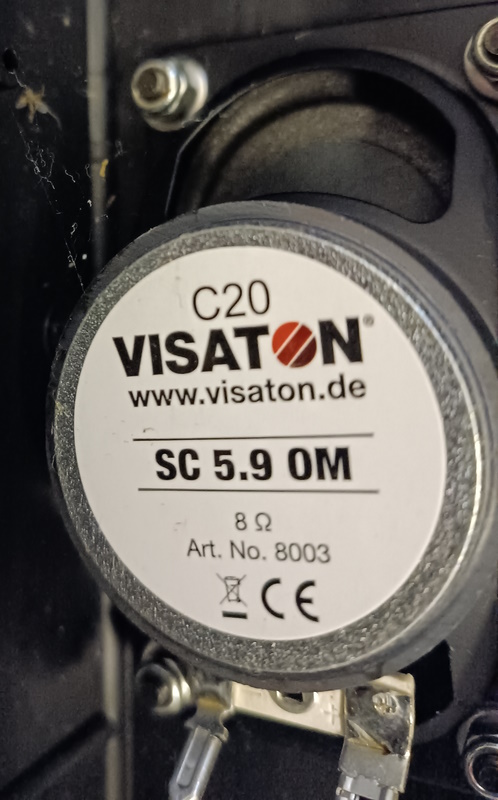 C20
VISATON®
www.visaton.de
SC 5.9 OM
8 Ω
Art. No. 8003
CE